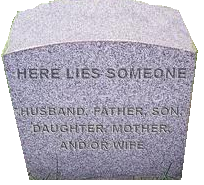 HERE LIES SOMEONE
HUSBAND, FATHER, SON,
DAUGHTER, MOTHER,
AND/OR WIFE